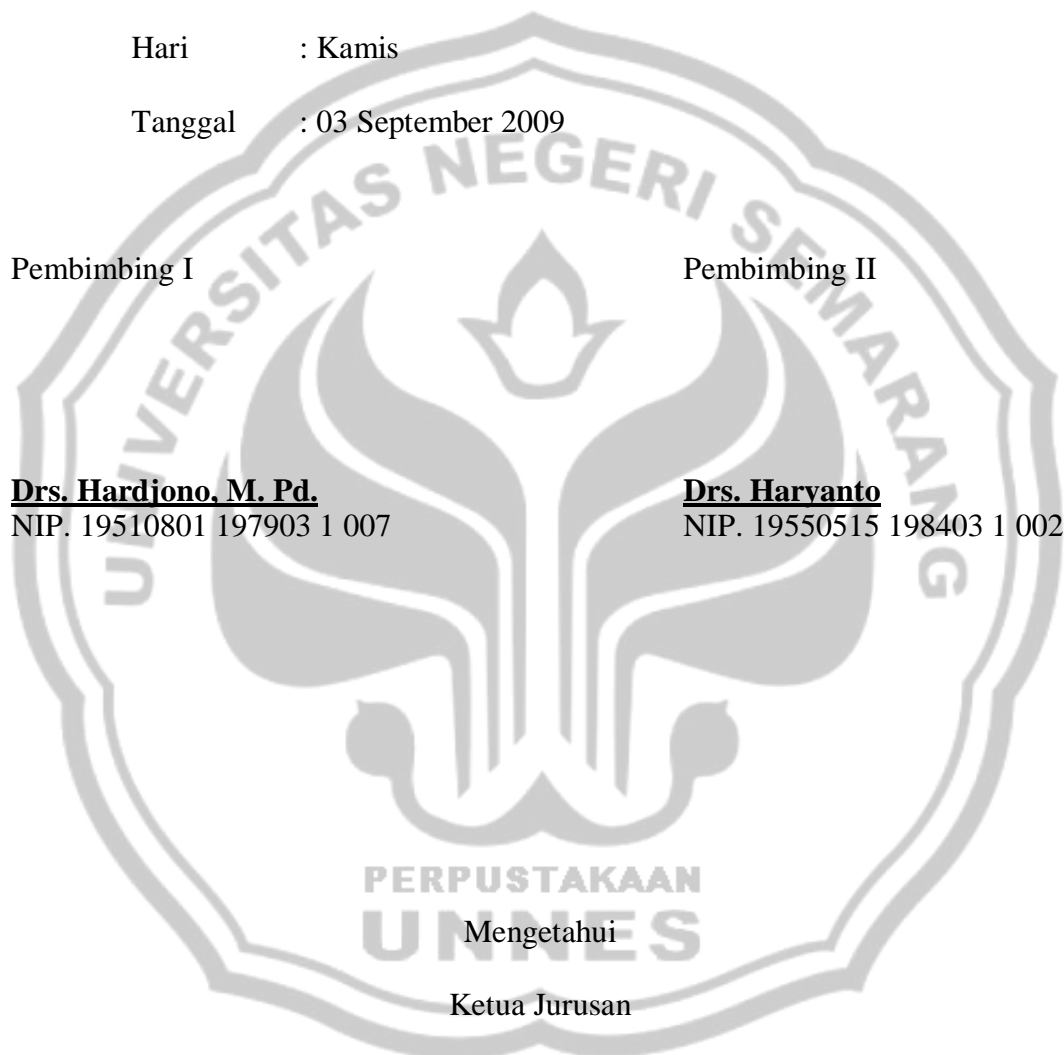 Hari : Kamis
Tanggal : 03 September 2009
UNIVERSITAS NEGERI SEMARANG
Pembimbing I Pembimbing II
Drs. Hardjono, M. Pd. Drs. Haryanto
NIP. 19510801 197903 1 007 NIP. 19550515 198403 1 002
PERPUSTAKAAN
UNNES
Mengetahui
Ketua Jurusan